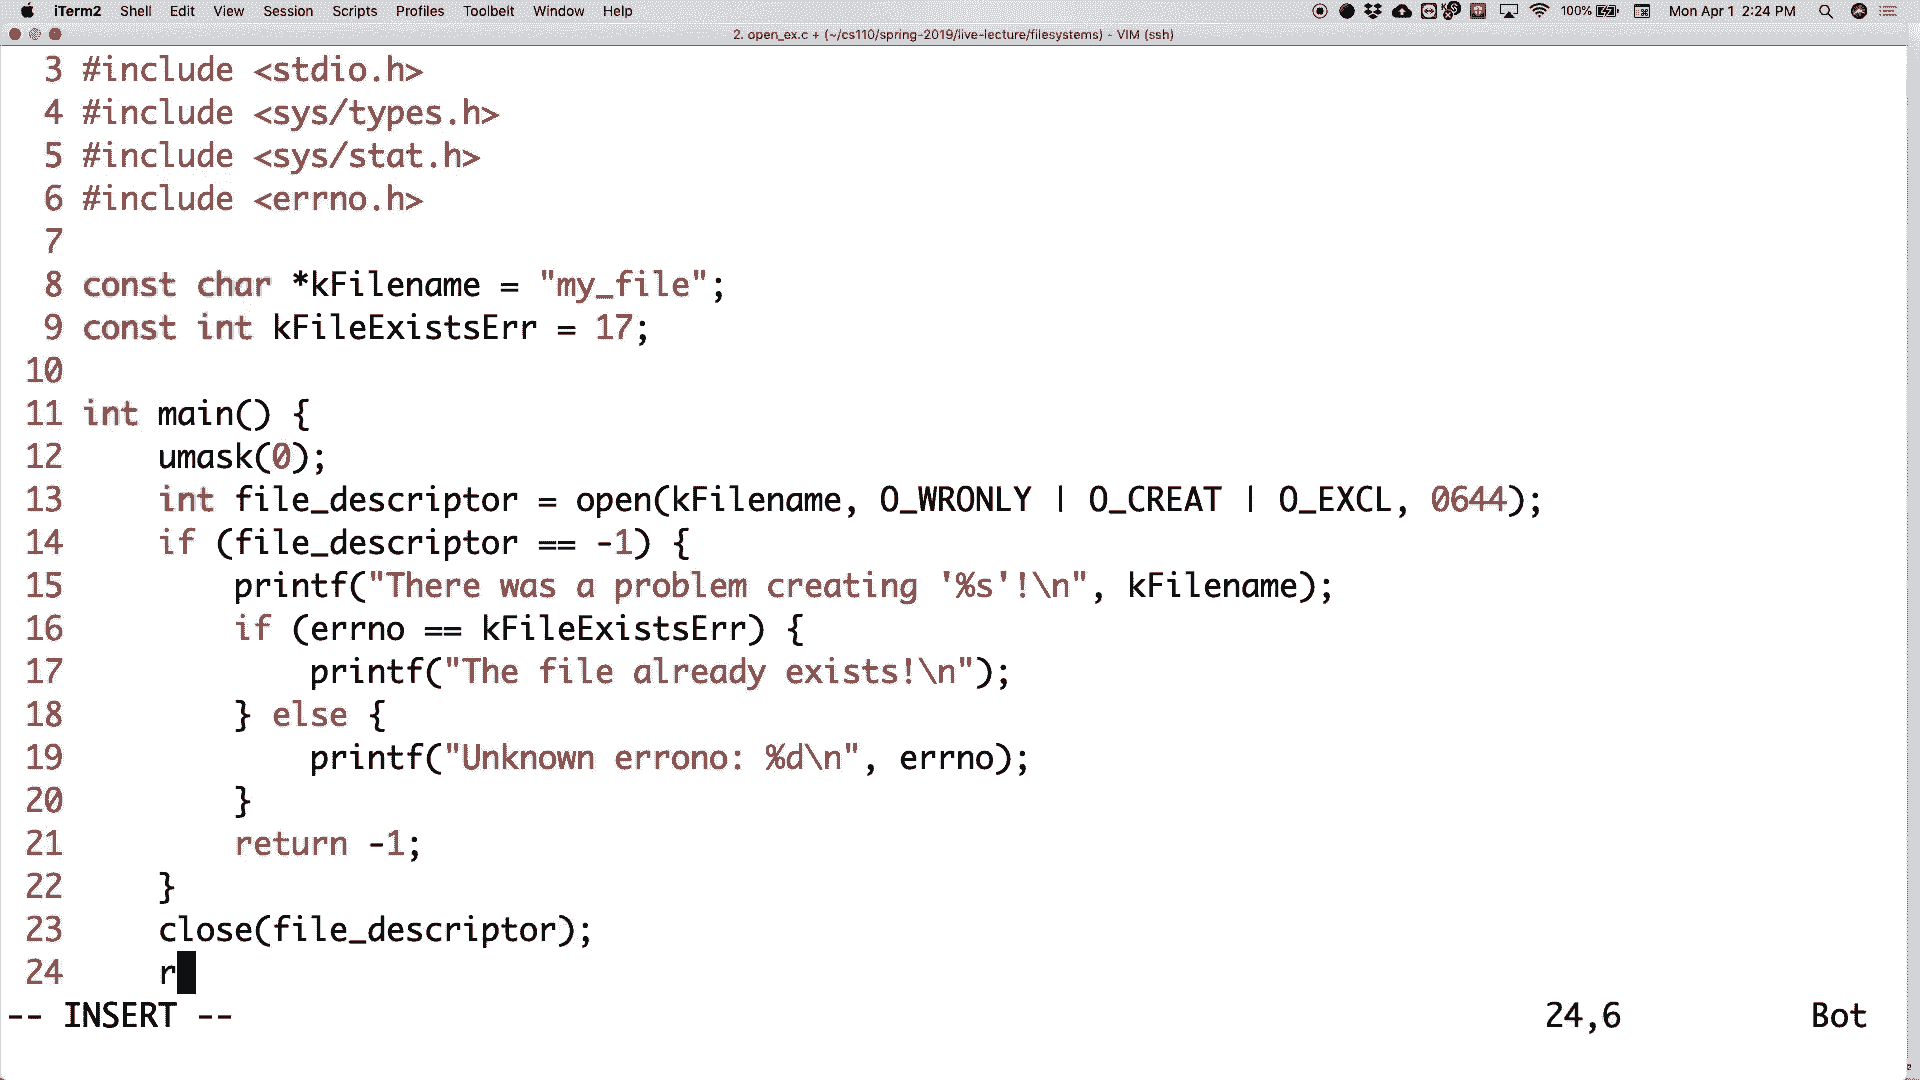 iTerm2 Shell Edit View Session Scripts Profiles Toolbelt Window Help 100% Mon Apr 1 2:24 PM
2. open_ex.c + (~/cs110/spring-2019/live-lecture/filesystems) - VIM (ssh)
3 #include <stdio.h>
4 #include <sys/types.h>
5 #include <sys/stat.h>
6 #include <errno.h>
7
8 const char *kFilename = "my_file";
9 const int kFileExistsErr = 17;
10
11 int main() {
12     umask(0);
13     int file_descriptor = open(kFilename, O_WRONLY | O_CREAT | O_EXCL, 0644);
14     if (file_descriptor == -1) {
15         printf("There was a problem creating '%s'!\n", kFilename);
16         if (errno == kFileExistsErr) {
17             printf("The file already exists!\n");
18         } else {
19             printf("Unknown errono: %d\n", errno);
20         }
21         return -1;
22     }
23     close(file_descriptor);
24     r
-- INSERT -- 24,6 Bot